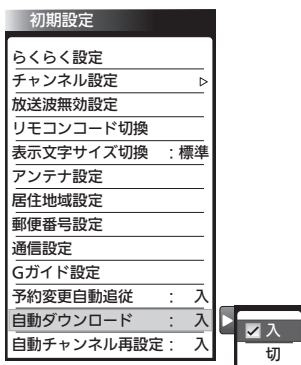 初期設定
らくらく設定
チャンネル設定
放送波無効設定
リモコンコード切換
表示文字サイズ切換 ：標準
アンテナ設定
居住地域設定
郵便番号設定
通信設定
Gガイド設定
予約変更自動追従 ： 入
自動ダウンロード ： 入
自動チャンネル再設定： 入
入
切